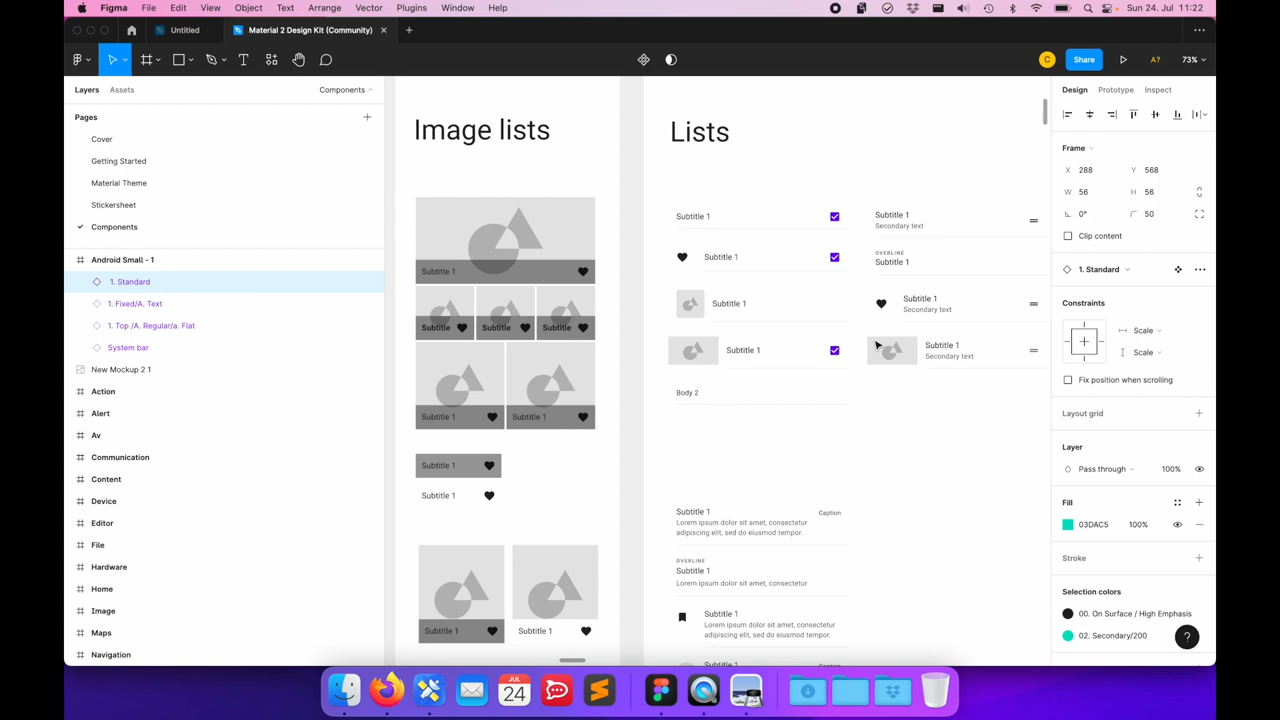 Figma File Edit View Object Text Arrange Vector Plugins Window Help Sun 24. Jul 11:22
Untitled Material 2 Design Kit (Community)
C Share A? 73%
Layers Assets Components
Pages
Cover
Getting Started
Material Theme
Stickersheet
Components
Android Small - 1
1. Standard
1. Fixed/A. Text
1. Top /A. Regular/a. Flat
System bar
New Mockup 2 1
Action
Alert
Av
Communication
Content
Device
Editor
File
Hardware
Home
Image
Maps
Navigation
Image lists
Subtitle 1
Subtitle Subtitle Subtitle
Subtitle 1 Subtitle 1
Subtitle 1
Subtitle 1
Subtitle 1 Subtitle 1
Lists
Subtitle 1
Subtitle 1
Subtitle 1
Subtitle 1
Body 2
Subtitle 1
Secondary text
OVERLINE
Subtitle 1
Subtitle 1
Secondary text
Subtitle 1
Secondary text
Subtitle 1 Caption
Lorem ipsum dolor sit amet, consectetur
adipiscing elit, sed do eiusmod tempor.
OVERLINE
Subtitle 1
Lorem ipsum dolor sit amet, consectetur
Subtitle 1
Lorem ipsum dolor sit amet, consectetur
adipiscing elit, sed do eiusmod tempor.
Subtitle 1 Caption
Design Prototype Inspect
Frame
X 288 Y 568
W 56 H 56
0° 50
Clip content
1. Standard
Constraints
Scale
Scale
Fix position when scrolling
Layout grid
Layer
Pass through 100%
Fill
03DAC5 100%
Stroke
Selection colors
00. On Surface / High Emphasis
02. Secondary/200
?
JUL
24